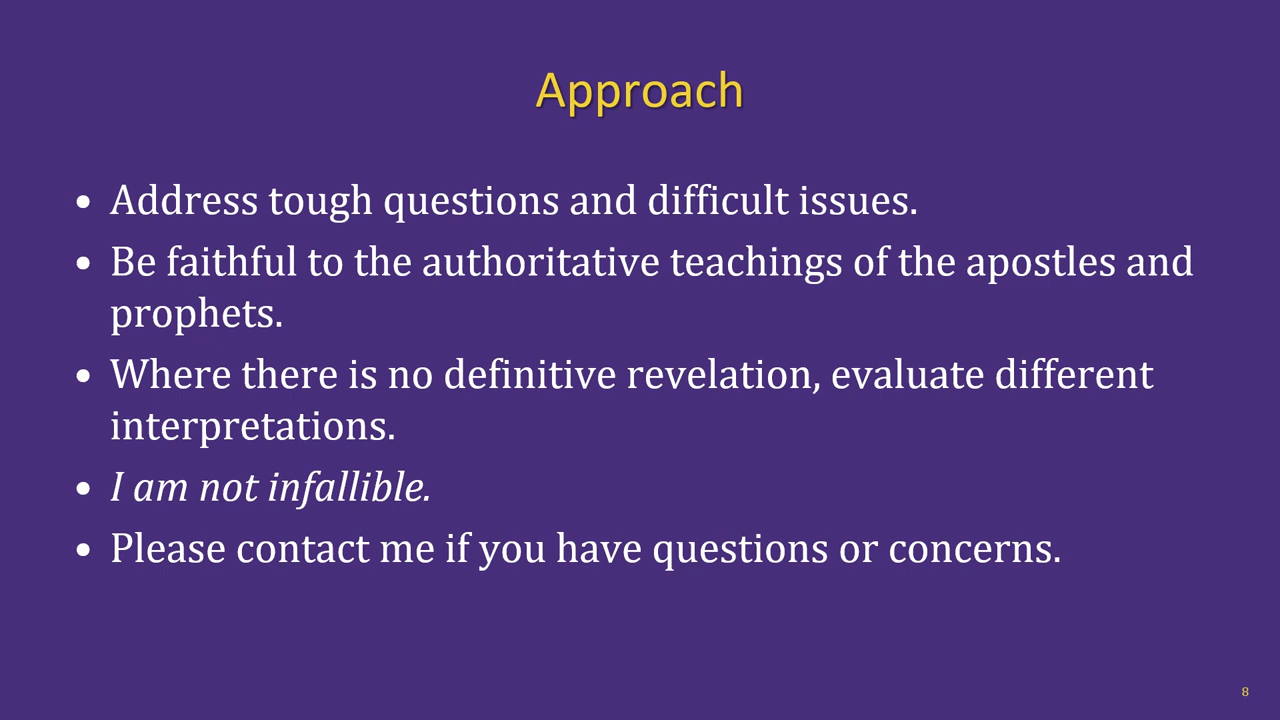 Approach
• Address tough questions and difficult issues.
• Be faithful to the authoritative teachings of the apostles and
prophets.
• Where there is no definitive revelation, evaluate different
interpretations.
• I am not infallible.
• Please contact me if you have questions or concerns.
8